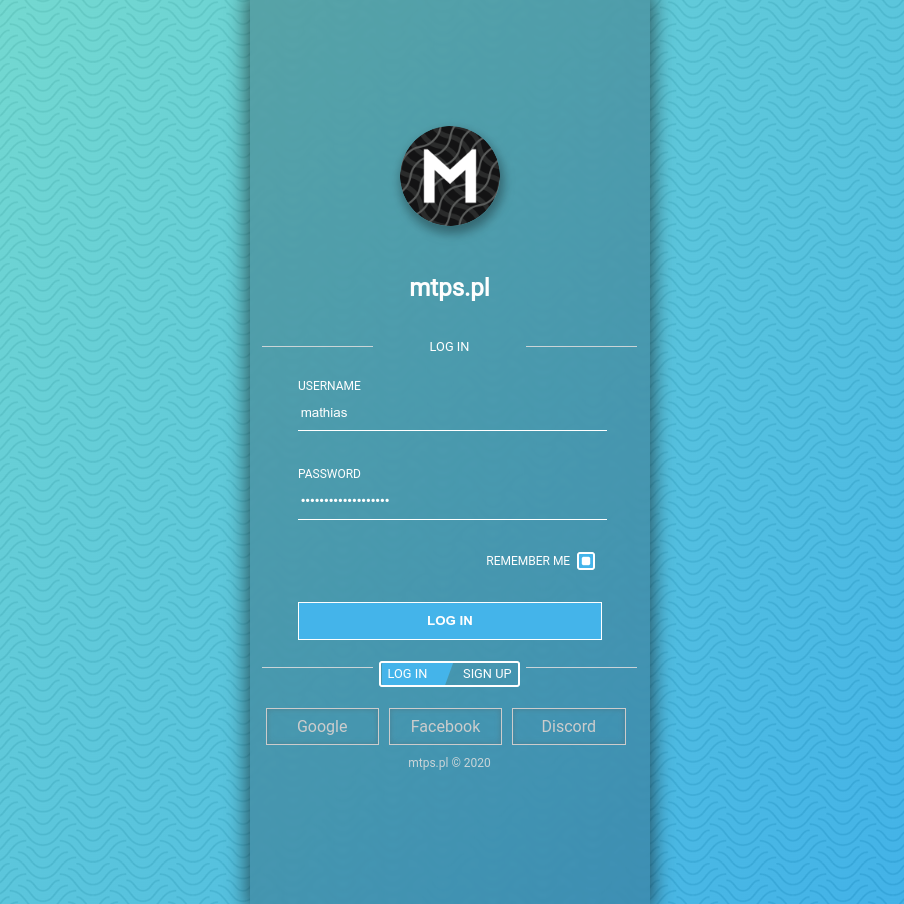 M
mtps.pl
LOG IN
USERNAME
mathias
PASSWORD
••••••••••••••••••
REMEMBER ME
LOG IN
LOG IN SIGN UP
Google Facebook Discord
mtps.pl © 2020